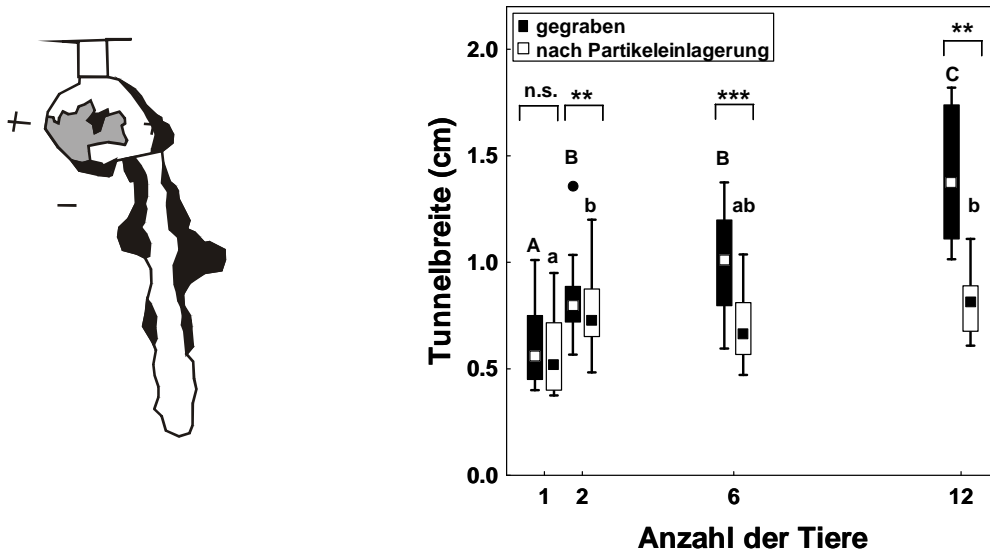 +
−
gegraben
nach Partikeleinlagerung
2.0
1.5
1.0
0.5
0.0
Tunnelbreite (cm)
n.s.
**
***
**
A
a
B
b
B
ab
C
b
1
2
6
12
Anzahl der Tiere